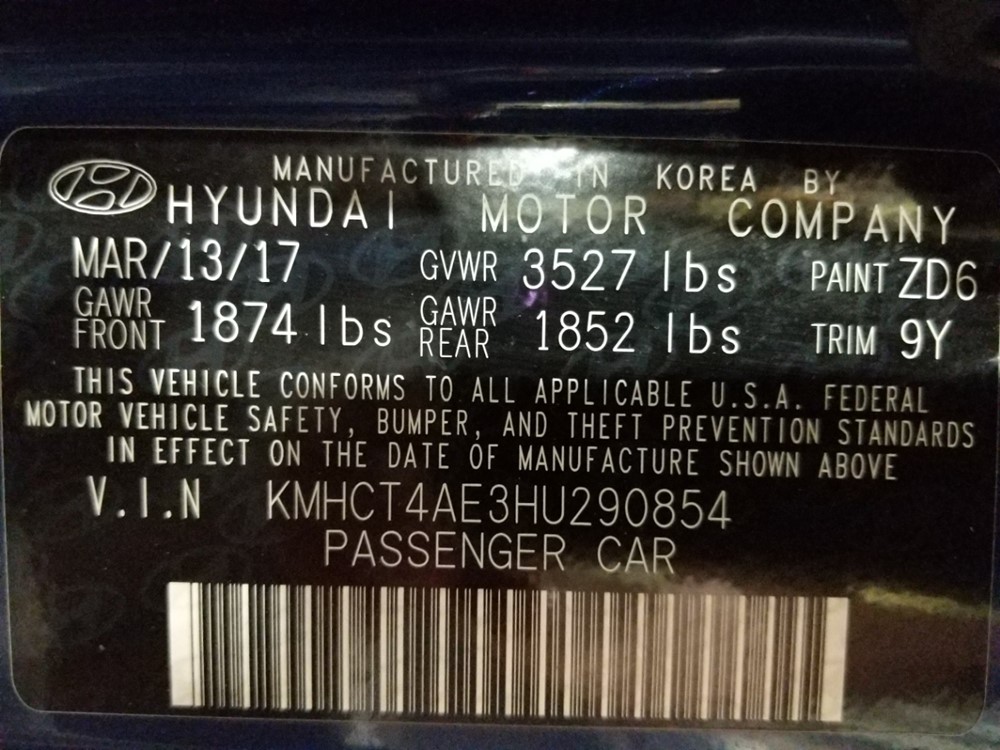 MANUFACTURED IN KOREA BY
HYUNDAI MOTOR COMPANY
MAR/13/17 GVWR 3527 lbs PAINT ZD6
GAWR FRONT 1874 lbs GAWR REAR 1852 lbs TRIM 9Y
THIS VEHICLE CONFORMS TO ALL APPLICABLE U.S.A. FEDERAL
MOTOR VEHICLE SAFETY, BUMPER, AND THEFT PREVENTION STANDARDS
IN EFFECT ON THE DATE OF MANUFACTURE SHOWN ABOVE
V.I.N KMHCT4AE3HU290854
PASSENGER CAR